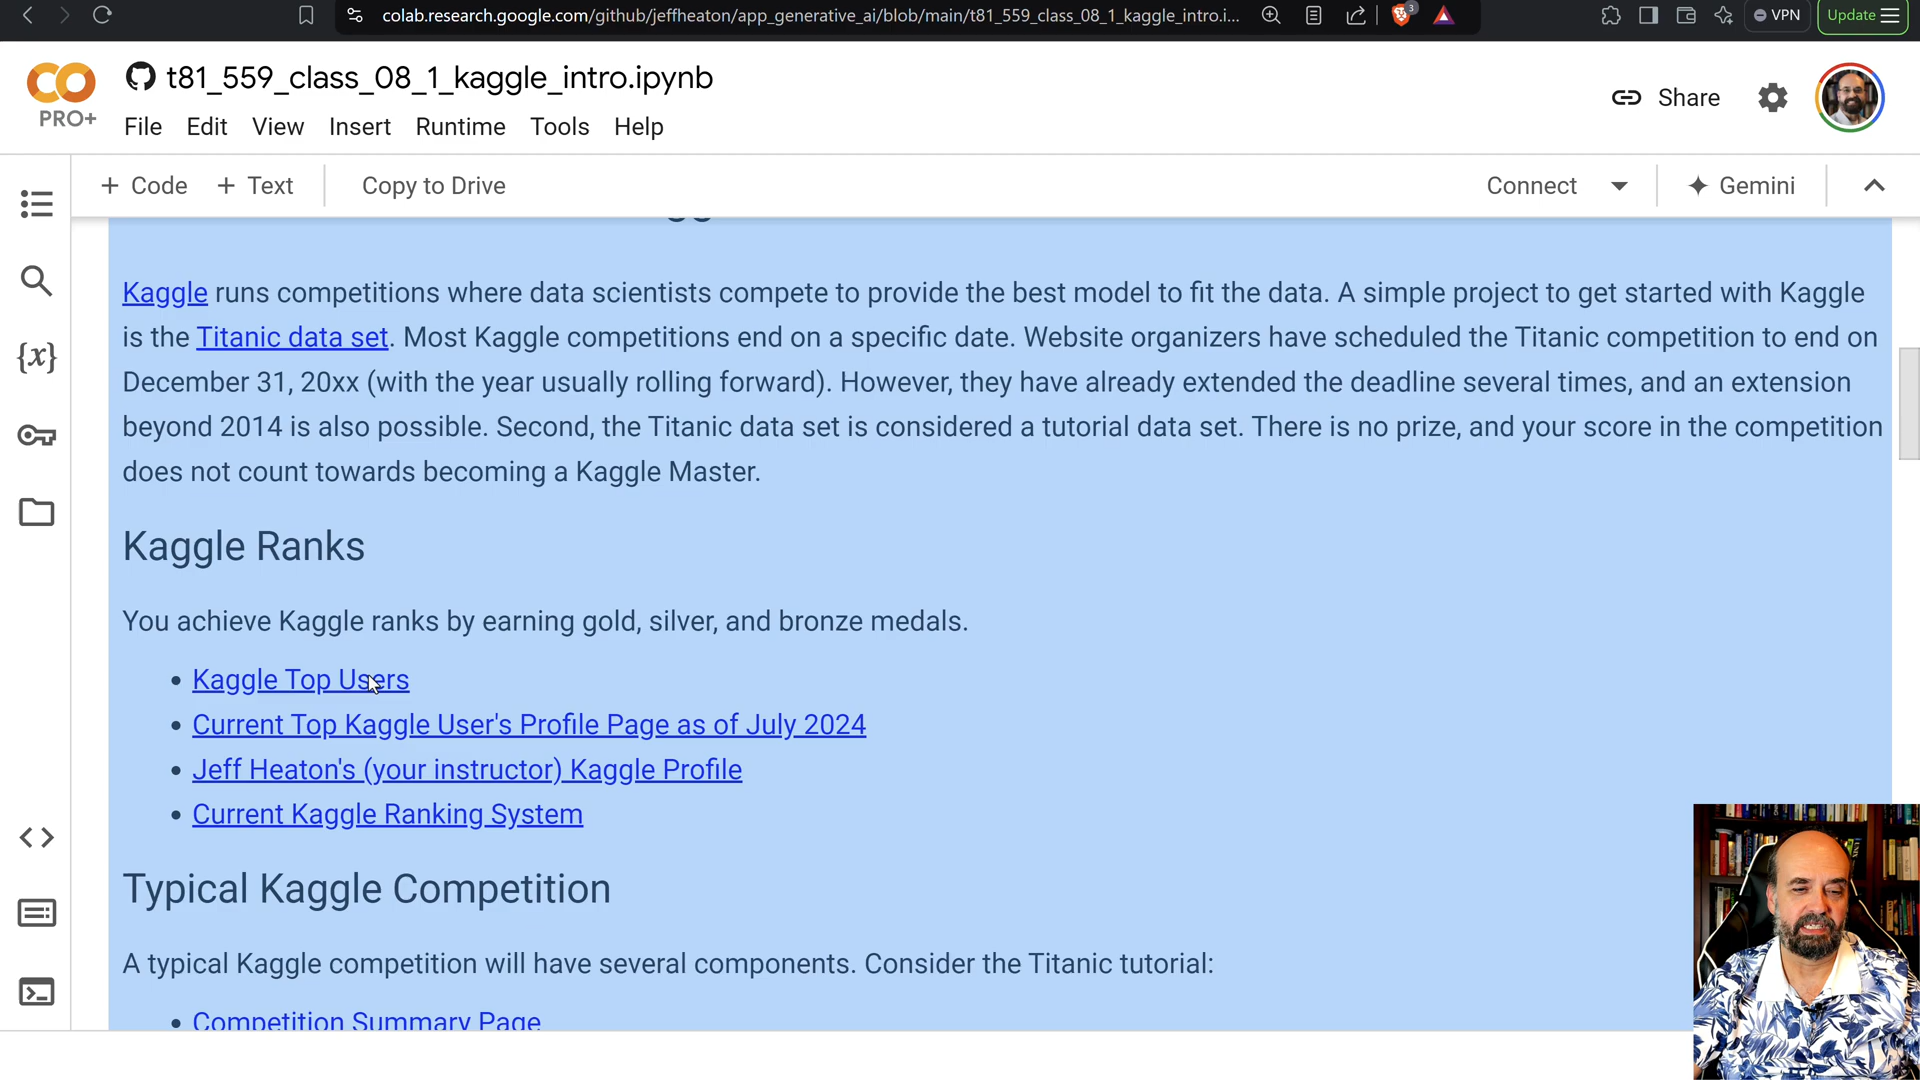 colab.research.google.com/github/jeffheaton/app_generative_ai/blob/main/t81_559_class_08_1_kaggle_intro.i...
3
VPN
Update
t81_559_class_08_1_kaggle_intro.ipynb
PRO+
File Edit View Insert Runtime Tools Help
Share
+ Code + Text Copy to Drive
Connect
Gemini
Kaggle runs competitions where data scientists compete to provide the best model to fit the data. A simple project to get started with Kaggle
is the Titanic data set. Most Kaggle competitions end on a specific date. Website organizers have scheduled the Titanic competition to end on
December 31, 20xx (with the year usually rolling forward). However, they have already extended the deadline several times, and an extension
beyond 2014 is also possible. Second, the Titanic data set is considered a tutorial data set. There is no prize, and your score in the competition
does not count towards becoming a Kaggle Master.
Kaggle Ranks
You achieve Kaggle ranks by earning gold, silver, and bronze medals.
• Kaggle Top Users
• Current Top Kaggle User's Profile Page as of July 2024
• Jeff Heaton's (your instructor) Kaggle Profile
• Current Kaggle Ranking System
Typical Kaggle Competition
A typical Kaggle competition will have several components. Consider the Titanic tutorial:
• Competition Summary Page